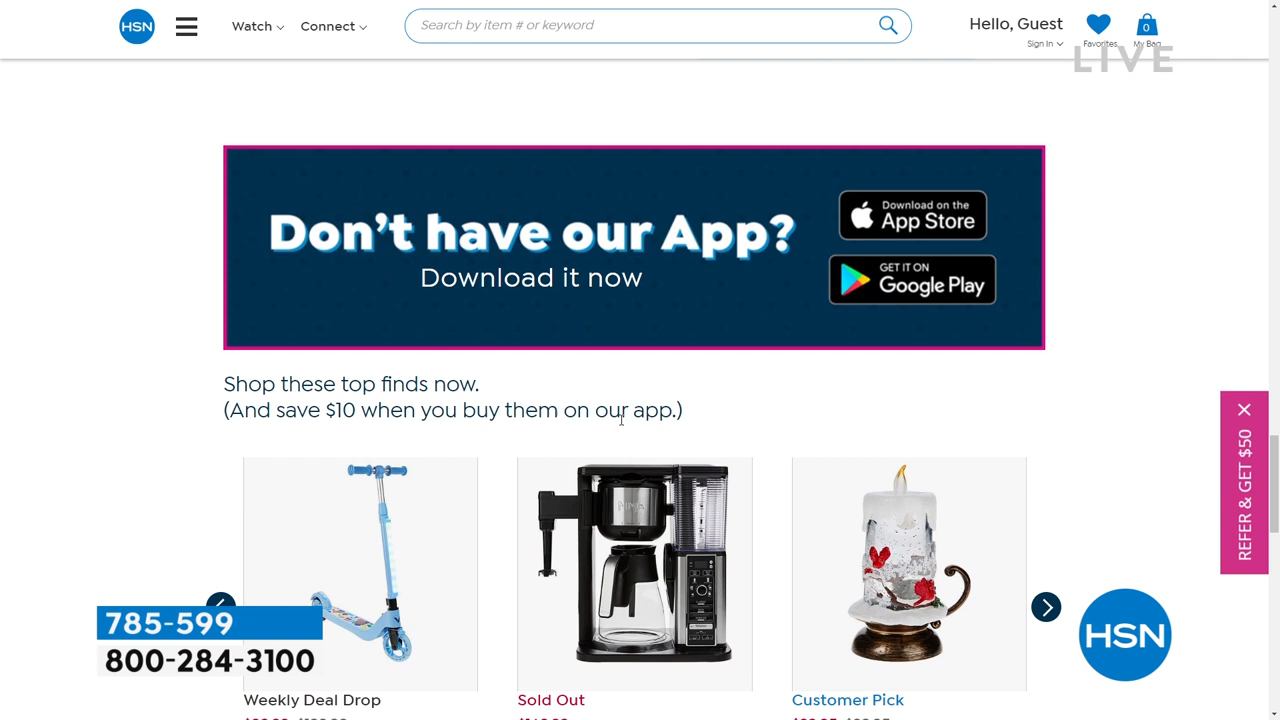 HSN
Watch
Connect
Search by item # or keyword
Hello, Guest
Sign In
Favorites
0
My Bag
LIVE
Don't have our App?
Download it now
Download on the
App Store
GET IT ON
Google Play
Shop these top finds now.
(And save $10 when you buy them on our app.)
REFER & GET $50
785-599
800-284-3100
HSN
Weekly Deal Drop
Sold Out
Customer Pick